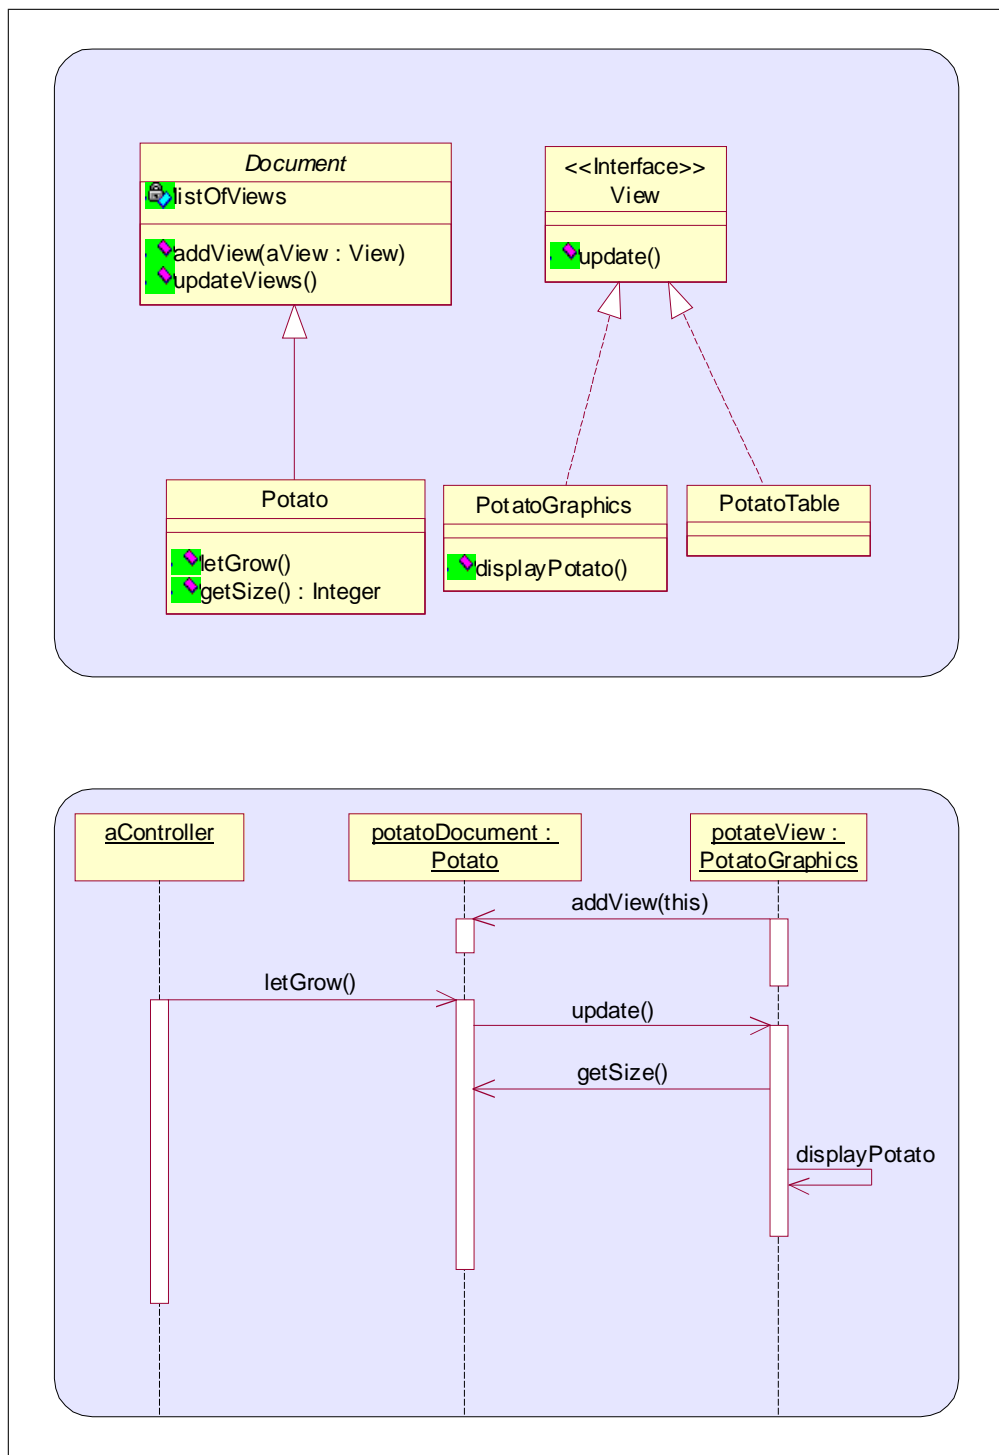 Document
listOfViews
addView(aView : View)
updateViews()
<<Interface>>
View
update()
Potato
letGrow()
getSize() : Integer
PotatoGraphics
displayPotato()
PotatoTable
aController
potatoDocument :
Potato
potateView :
PotatoGraphics
addView(this)
letGrow()
update()
getSize()
displayPotato